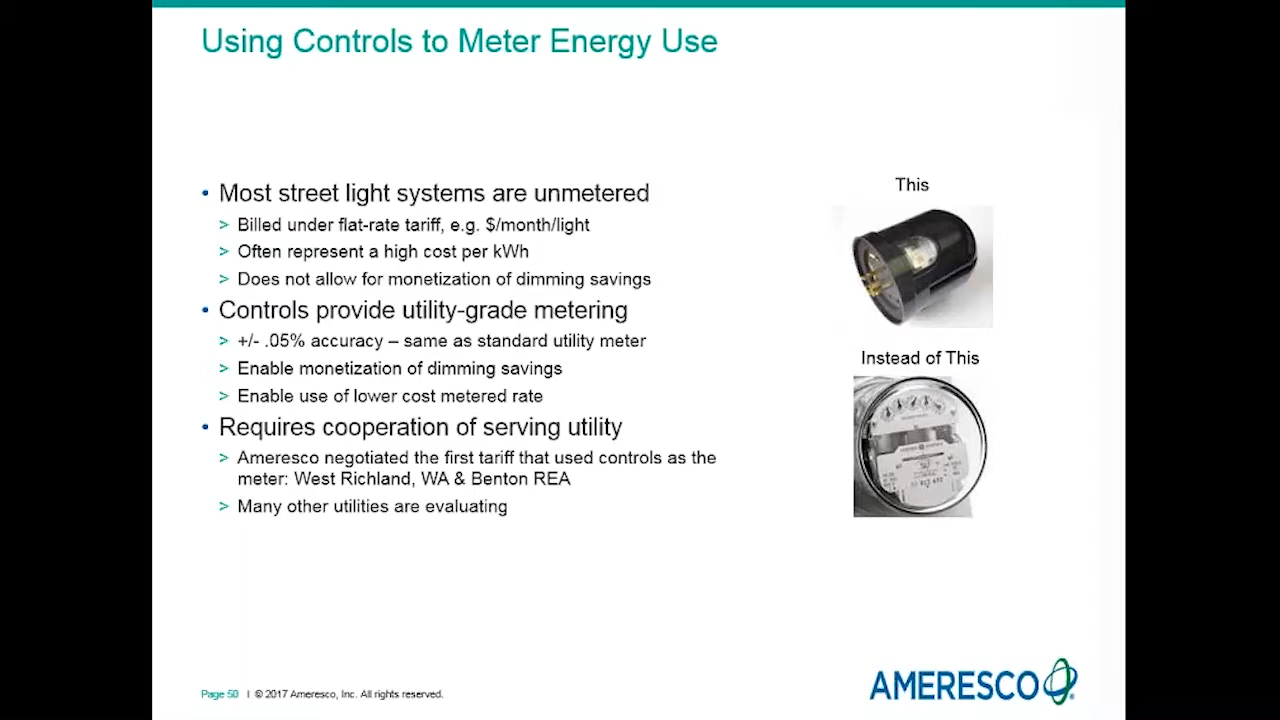 Using Controls to Meter Energy Use
• Most street light systems are unmetered
> Billed under flat-rate tariff, e.g. $/month/light
> Often represent a high cost per kWh
> Does not allow for monetization of dimming savings
• Controls provide utility-grade metering
> +/- .05% accuracy – same as standard utility meter
> Enable monetization of dimming savings
> Enable use of lower cost metered rate
• Requires cooperation of serving utility
> Ameresco negotiated the first tariff that used controls as the
meter: West Richland, WA & Benton REA
> Many other utilities are evaluating
This
Instead of This
Page 50 I © 2017 Ameresco, Inc. All rights reserved.
AMERESCO